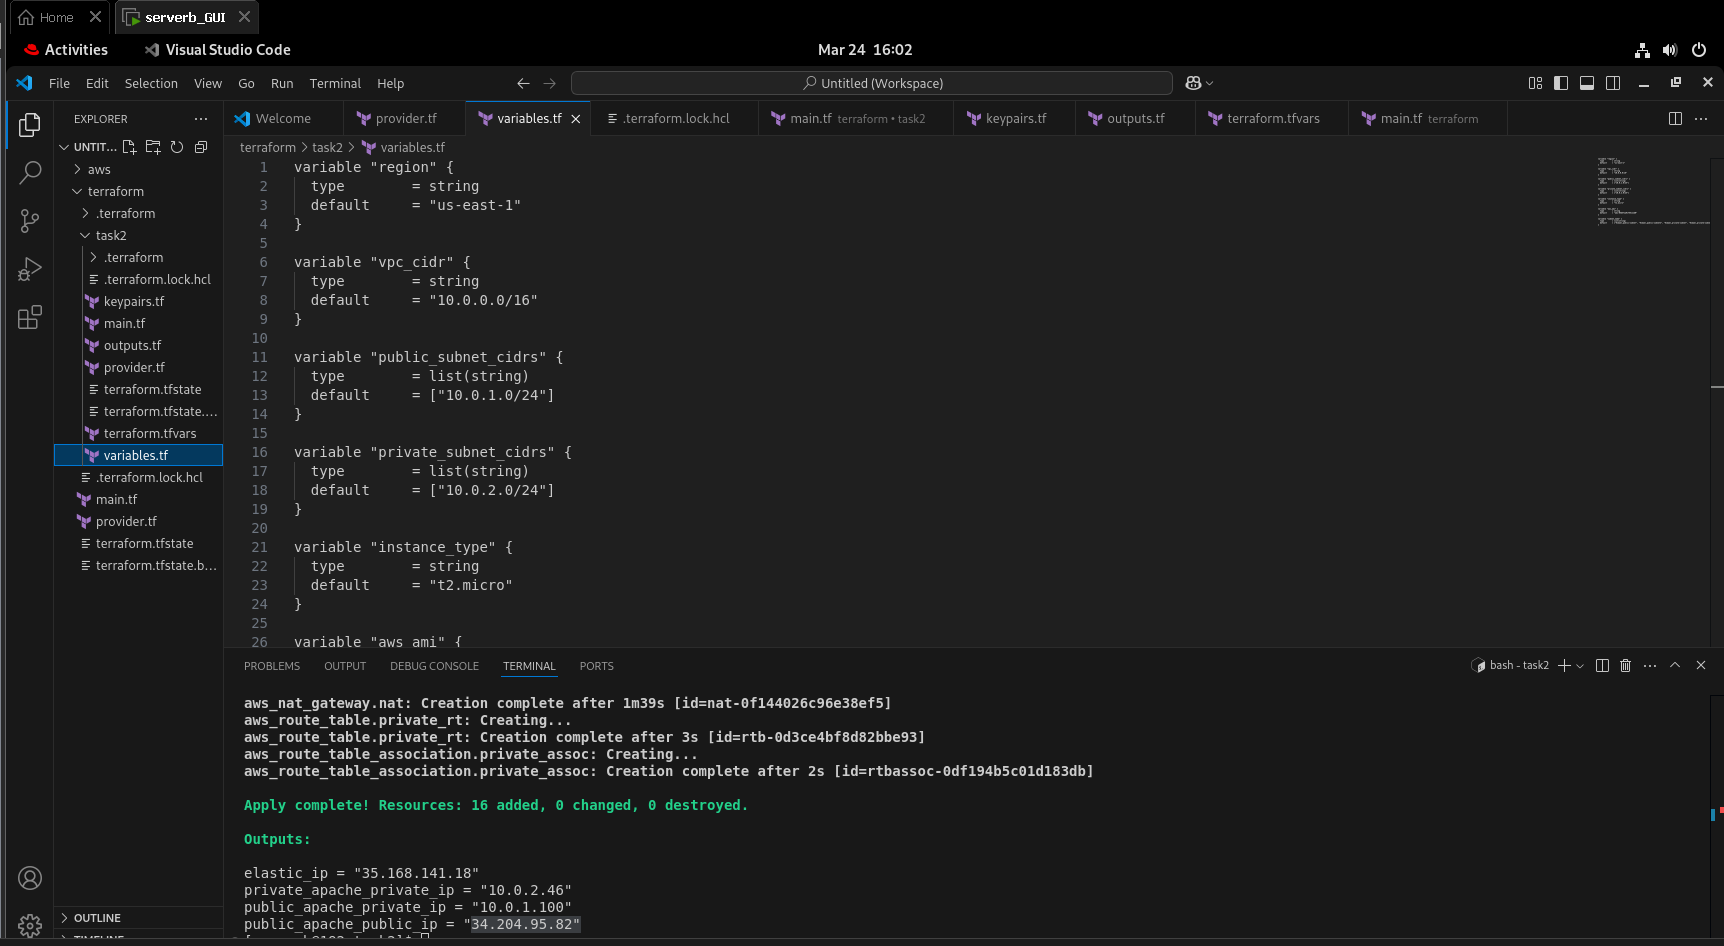 Home
serverb_GUI
Activities
Visual Studio Code
Mar 24 16:02
File Edit Selection View Go Run Terminal Help
Untitled (Workspace)
EXPLORER
Welcome
provider.tf
variables.tf
.terraform.lock.hcl
main.tf terraform • task2
keypairs.tf
outputs.tf
terraform.tfvars
main.tf terraform
UNTIT...
aws
terraform
.terraform
task2
.terraform
.terraform.lock.hcl
keypairs.tf
main.tf
outputs.tf
provider.tf
terraform.tfstate
terraform.tfstate....
terraform.tfvars
variables.tf
.terraform.lock.hcl
main.tf
provider.tf
terraform.tfstate
terraform.tfstate.b...
OUTLINE
terraform > task2 > variables.tf
1 variable "region" {
2 type = string
3 default = "us-east-1"
4 }
5
6 variable "vpc_cidr" {
7 type = string
8 default = "10.0.0.0/16"
9 }
10
11 variable "public_subnet_cidrs" {
12 type = list(string)
13 default = ["10.0.1.0/24"]
14 }
15
16 variable "private_subnet_cidrs" {
17 type = list(string)
18 default = ["10.0.2.0/24"]
19 }
20
21 variable "instance_type" {
22 type = string
23 default = "t2.micro"
24 }
25
26 variable "aws_ami" {
PROBLEMS OUTPUT DEBUG CONSOLE TERMINAL PORTS
bash - task2
aws_nat_gateway.nat: Creation complete after 1m39s [id=nat-0f144026c96e38ef5]
aws_route_table.private_rt: Creating...
aws_route_table.private_rt: Creation complete after 3s [id=rtb-0d3ce4bf8d82bbe93]
aws_route_table_association.private_assoc: Creating...
aws_route_table_association.private_assoc: Creation complete after 2s [id=rtbassoc-0df194b5c01d183db]
Apply complete! Resources: 16 added, 0 changed, 0 destroyed.
Outputs:
elastic_ip = "35.168.141.18"
private_apache_private_ip = "10.0.2.46"
public_apache_private_ip = "10.0.1.100"
public_apache_public_ip = "34.204.95.82"